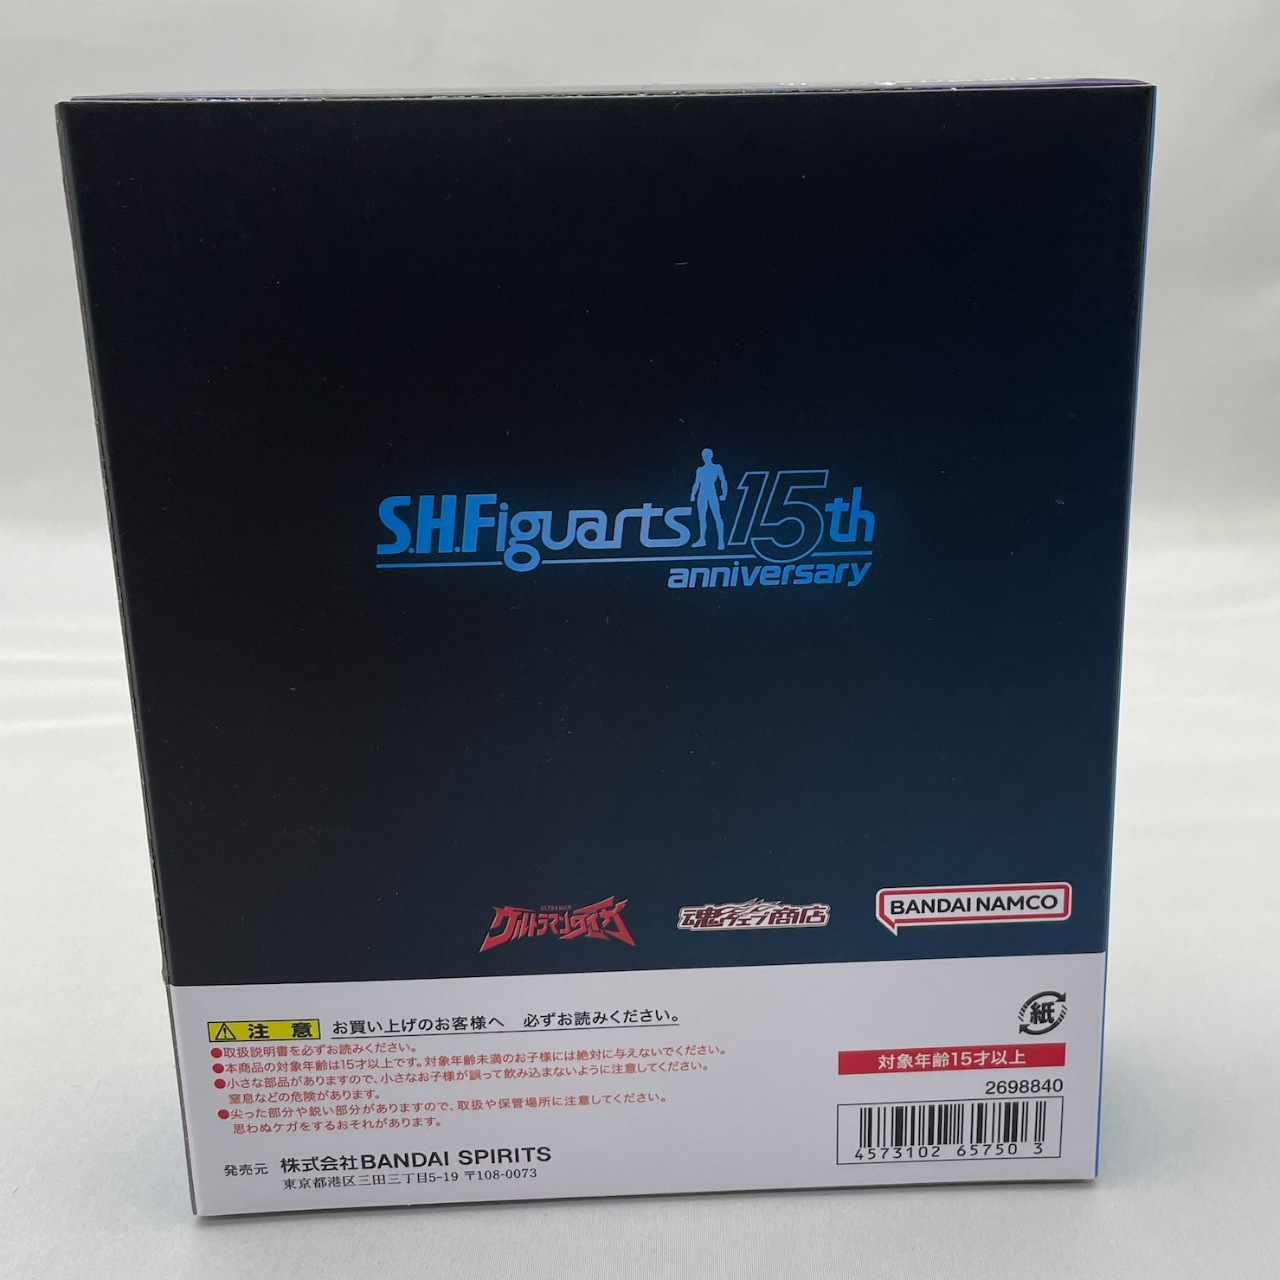 S.H.Figuarts 15th
anniversary
ULTRAMAN
ウルトラマンダイナ
魂ウェブ商店
BANDAI NAMCO
注意 お買い上げのお客様へ 必ずお読みください。
●取扱説明書を必ずお読みください。
●本商品の対象年齢は15才以上です。対象年齢未満のお子様には絶対に与えないでください。
●小さな部品がありますので、小さなお子様が誤って飲み込まないように注意してください。
窒息などの危険があります。
●尖った部分や鋭い部分がありますので、取扱や保管場所に注意してください。
思わぬケガをするおそれがあります。
発売元 株式会社BANDAI SPIRITS
東京都港区三田三丁目5-19 〒108-0073
紙
対象年齢15才以上
2698840
4573102 65750 3